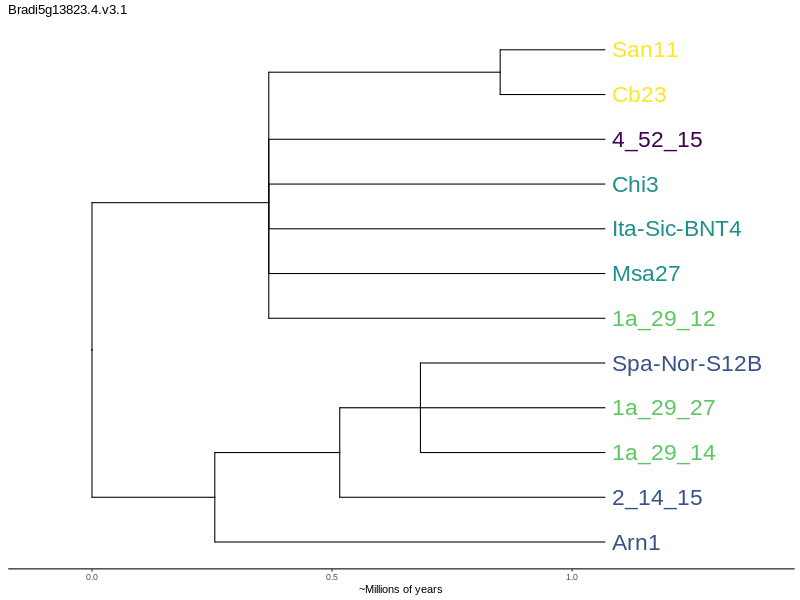 Bradi5g13823.4.v3.1
San11
Cb23
4_52_15
Chi3
Ita-Sic-BNT4
Msa27
1a_29_12
Spa-Nor-S12B
1a_29_27
1a_29_14
2_14_15
Arn1
0.0 0.5 1.0
~Millions of years